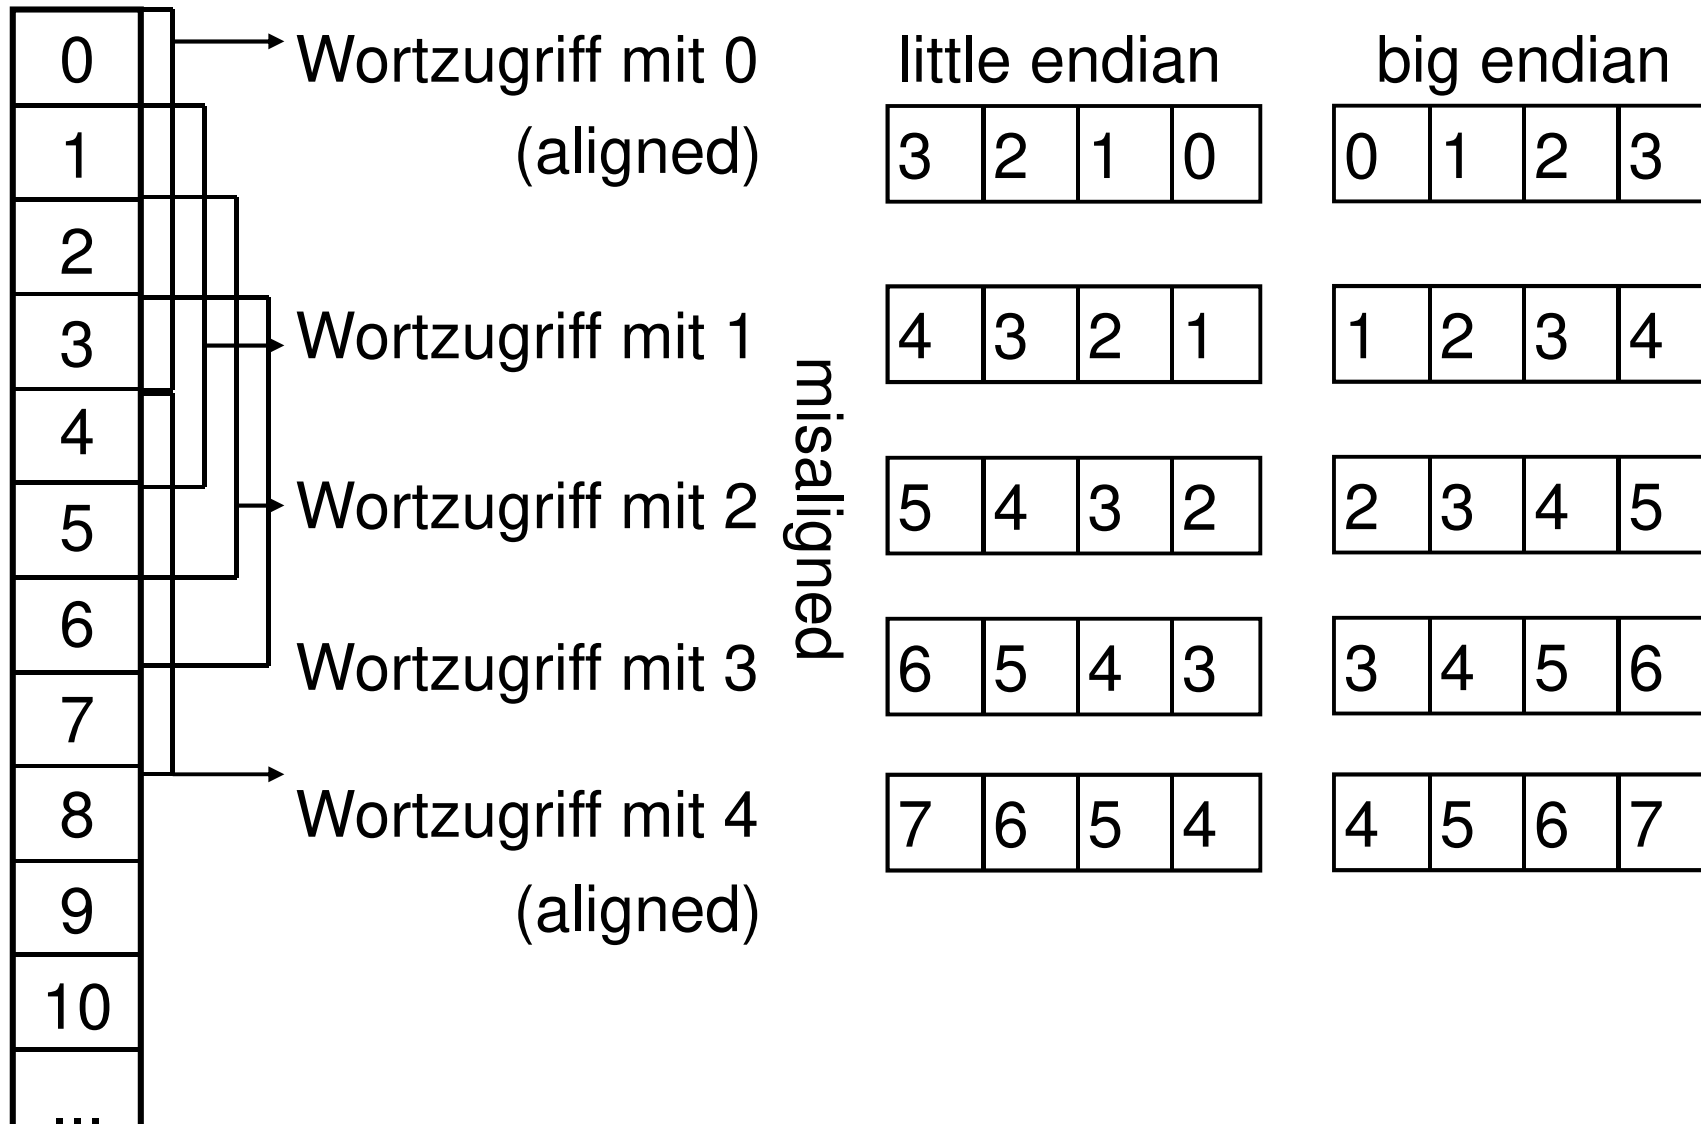 0 Wortzugriff mit 0 little endian big endian
1 (aligned) 3 2 1 0 0 1 2 3
2
3 Wortzugriff mit 1 4 3 2 1 1 2 3 4
misaligned
4
5 Wortzugriff mit 2 5 4 3 2 2 3 4 5
6 Wortzugriff mit 3 6 5 4 3 3 4 5 6
7
8 Wortzugriff mit 4 7 6 5 4 4 5 6 7
9 (aligned)
10
...